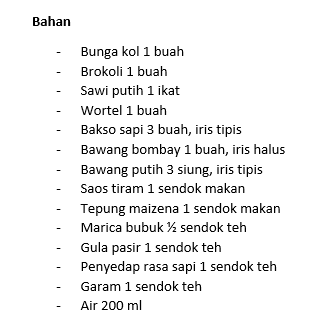 Bahan
- Bunga kol 1 buah
- Brokoli 1 buah
- Sawi putih 1 ikat
- Wortel 1 buah
- Bakso sapi 3 buah, iris tipis
- Bawang bombay 1 buah, iris halus
- Bawang putih 3 siung, iris tipis
- Saos tiram 1 sendok makan
- Tepung maizena 1 sendok makan
- Marica bubuk ½ sendok teh
- Gula pasir 1 sendok teh
- Penyedap rasa sapi 1 sendok teh
- Garam 1 sendok teh
- Air 200 ml